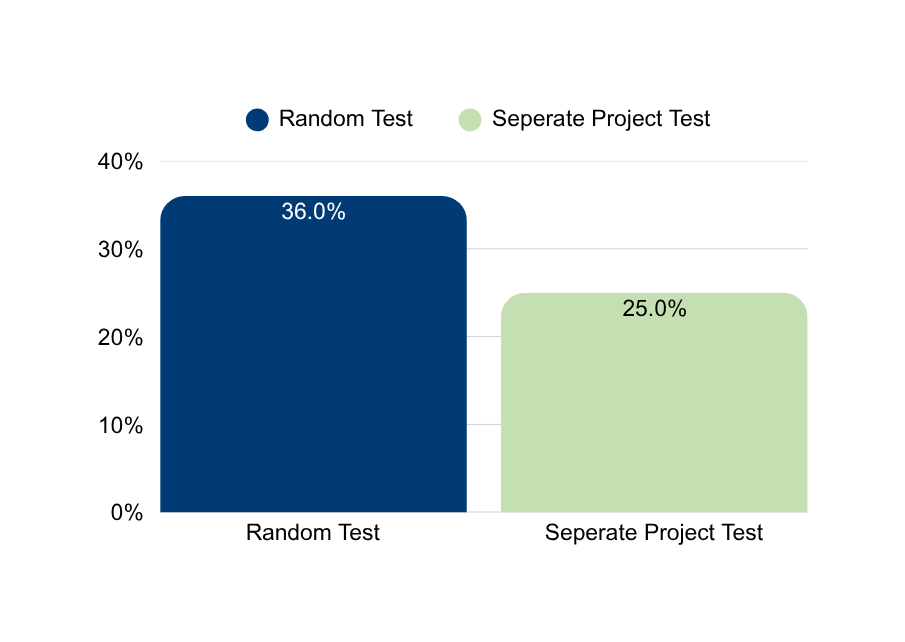 Random Test
Seperate Project Test
40%
36.0%
30%
25.0%
20%
10%
0%
Random Test
Seperate Project Test